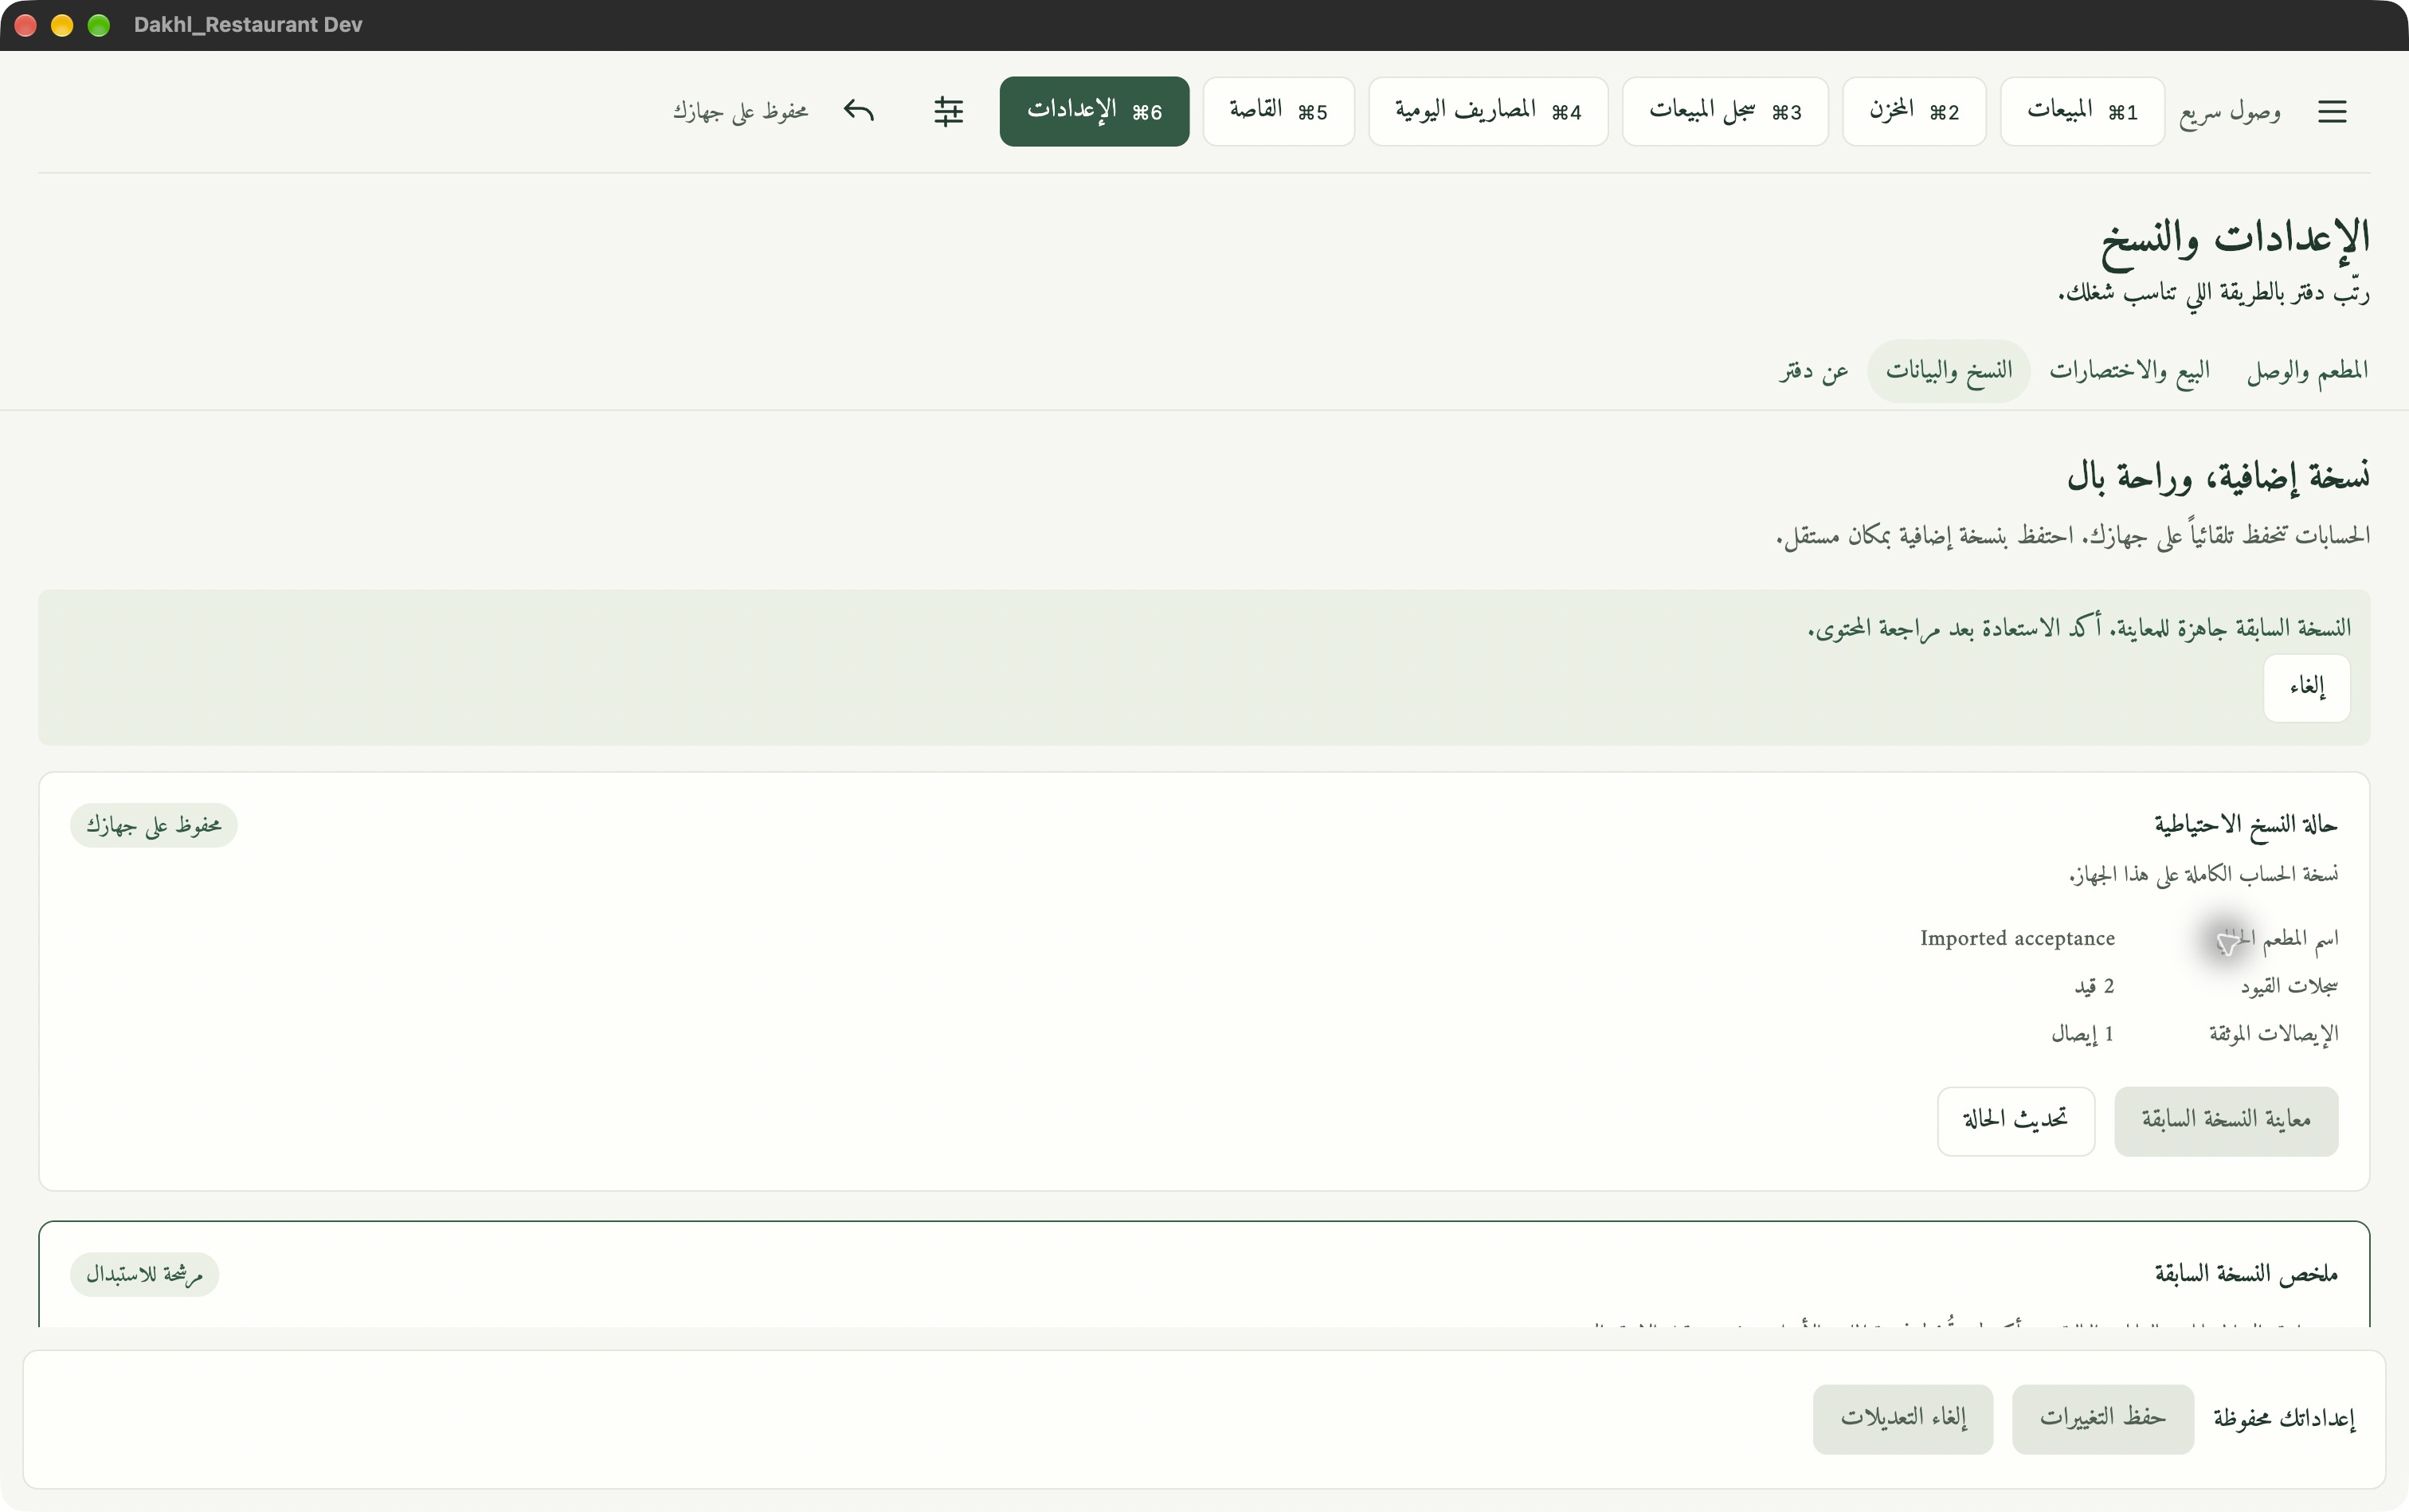 Dakhl_Restaurant Dev
وصول سريع
المبيعات ⌘1
المخزن ⌘2
سجل المبيعات ⌘3
المصاريف اليومية ⌘4
القاصة ⌘5
الإعدادات ⌘6
محفوظ على جهازك
الإعدادات والنسخ
رتّب دفتر بالطريقة اللي تناسب شغلك.
المطعم والوصل
البيع والاختصارات
النسخ والبيانات
عن دفتر
نسخة إضافية، وراحة بال
الحسابات تنحفظ تلقائياً على جهازك. احتفظ بنسخة إضافية بمكان مستقل.
النسخة السابقة جاهزة للمعاينة. أكد الاستعادة بعد مراجعة المحتوى.
إلغاء
حالة النسخ الاحتياطية
محفوظ على جهازك
نسخة الحساب الكاملة على هذا الجهاز.
اسم المطعم Imported acceptance
سجلات القيود 2 قيد
الإيصالات الموثقة 1 إيصال
معاينة النسخة السابقة
تحديث الحالة
ملخص النسخة السابقة
مرشحة للاستبدال
إعداداتك محفوظة
حفظ التغييرات
إلغاء التعديلات